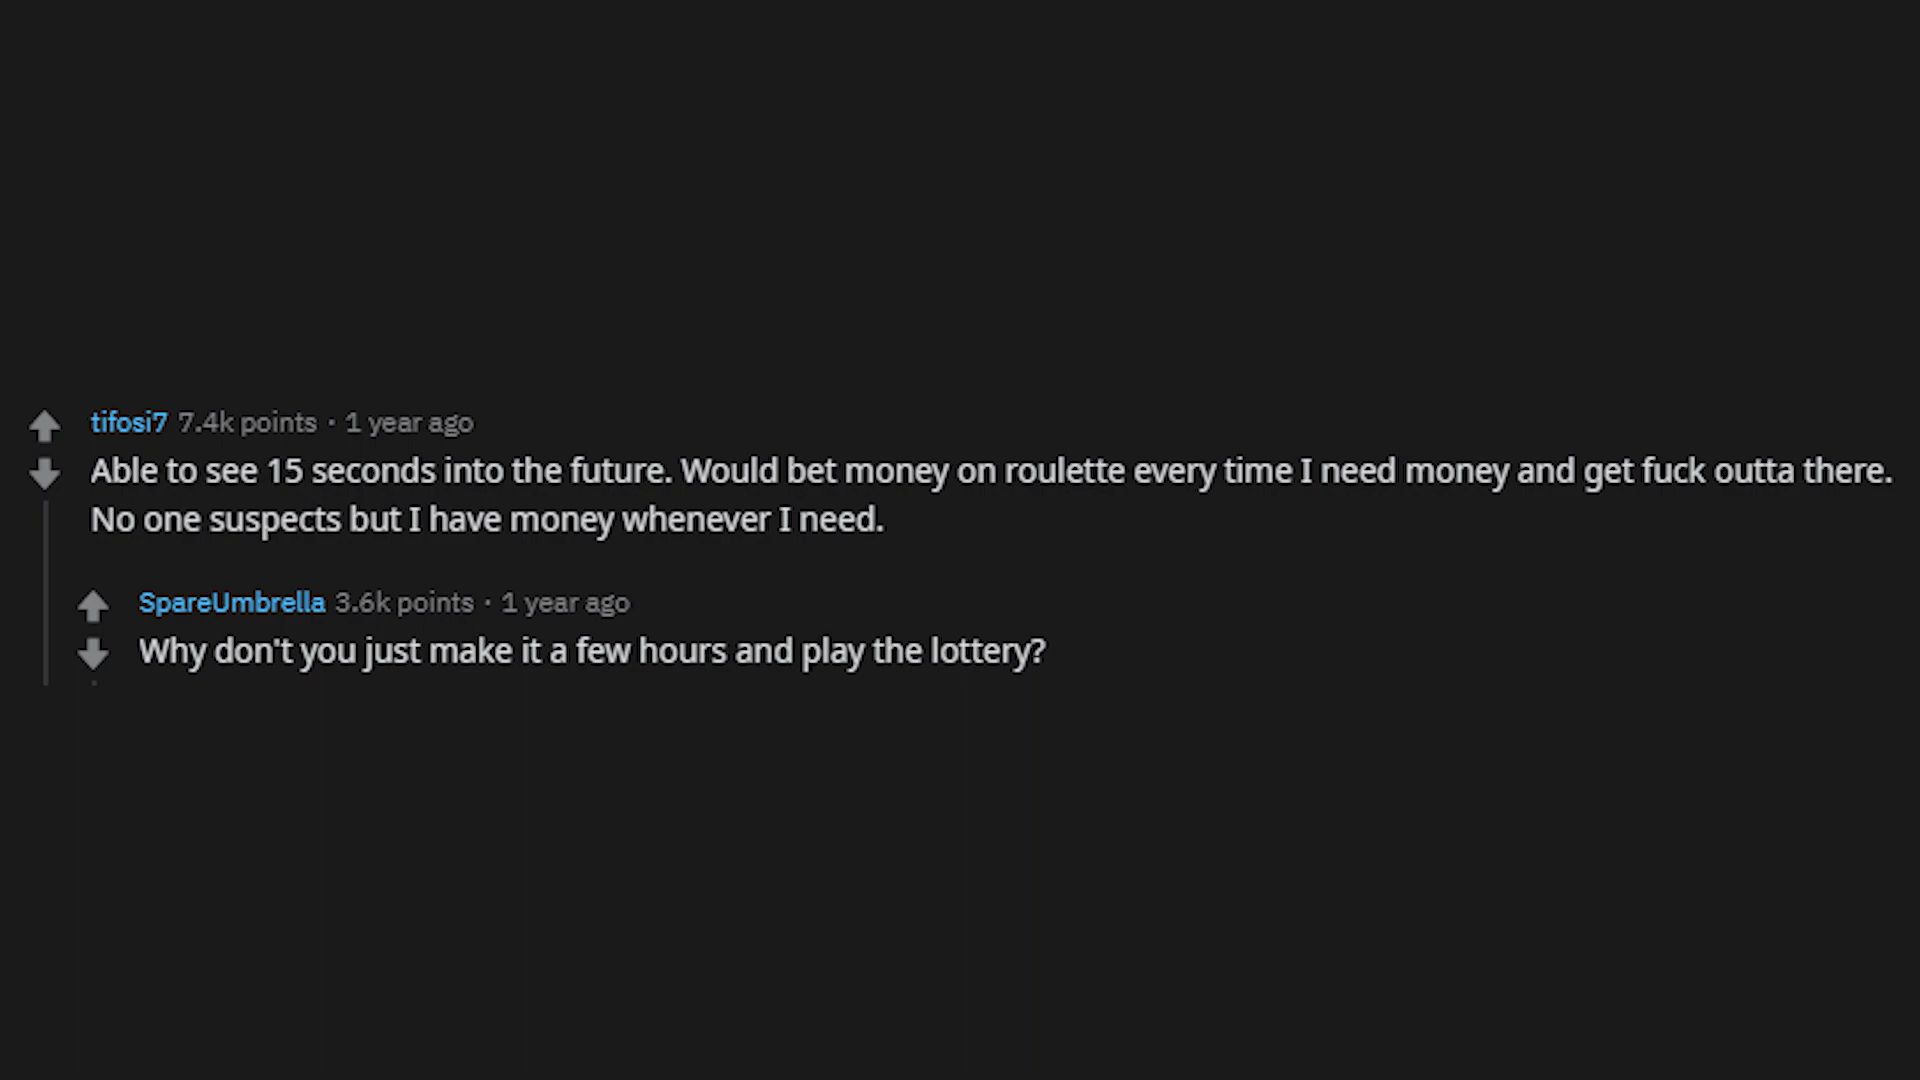 tifosi7 7.4k points · 1 year ago
Able to see 15 seconds into the future. Would bet money on roulette every time I need money and get fuck outta there.
No one suspects but I have money whenever I need.
SpareUmbrella 3.6k points · 1 year ago
Why don't you just make it a few hours and play the lottery?